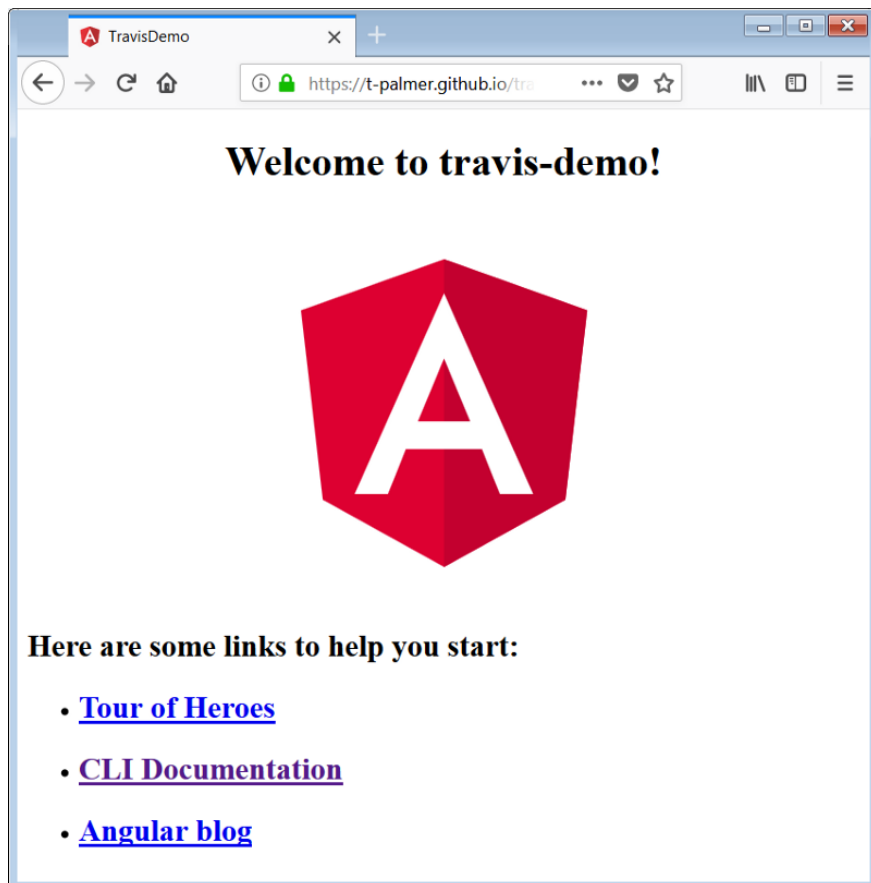 TravisDemo
https://t-palmer.github.io/tra
Welcome to travis-demo!
A
Here are some links to help you start:
• Tour of Heroes
• CLI Documentation
• Angular blog